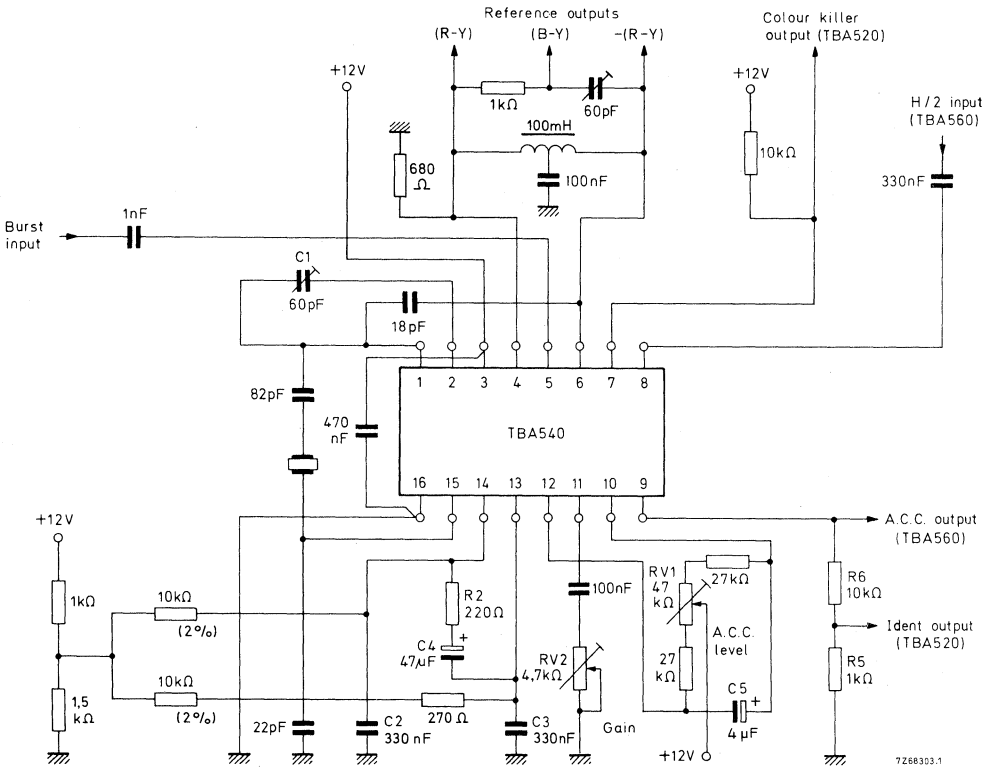 Reference outputs
(R-Y)
(B-Y)
-(R-Y)
Colour killer
output (TBA520)
+12V
+12V
H/2 input
(TBA560)
1kΩ
60pF
100mH
680
Ω
100nF
10kΩ
330nF
Burst
input
1nF
C1
60pF
18pF
1 2 3 4 5 6 7 8
82pF
470
nF
TBA540
16 15 14 13 12 11 10 9
+12V
A.C.C. output
(TBA560)
1kΩ
10kΩ
(2%)
R2
220Ω
100nF
RV1
47
kΩ
27kΩ
R6
10kΩ
C4
+
47µF
RV2
4,7kΩ
A.C.C.
level
27
kΩ
Ident output
(TBA520)
1,5
kΩ
10kΩ
(2%)
270Ω
R5
1kΩ
22pF
C2
330nF
C3
330nF
Gain
C5
+
4µF
+12V
7Z68303.1